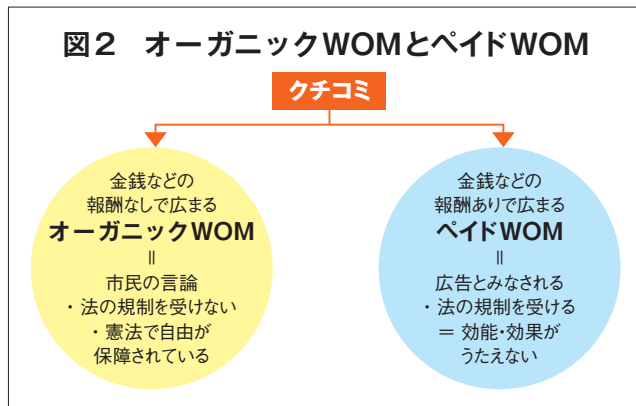 図2　オーガニックWOMとペイドWOM
クチコミ
金銭などの
報酬なしで広まる
オーガニックWOM
＝
市民の言論
・法の規制を受けない
・憲法で自由が
保障されている
金銭などの
報酬ありで広まる
ペイドWOM
＝
広告とみなされる
・法の規制を受ける
＝ 効能・効果が
うたえない